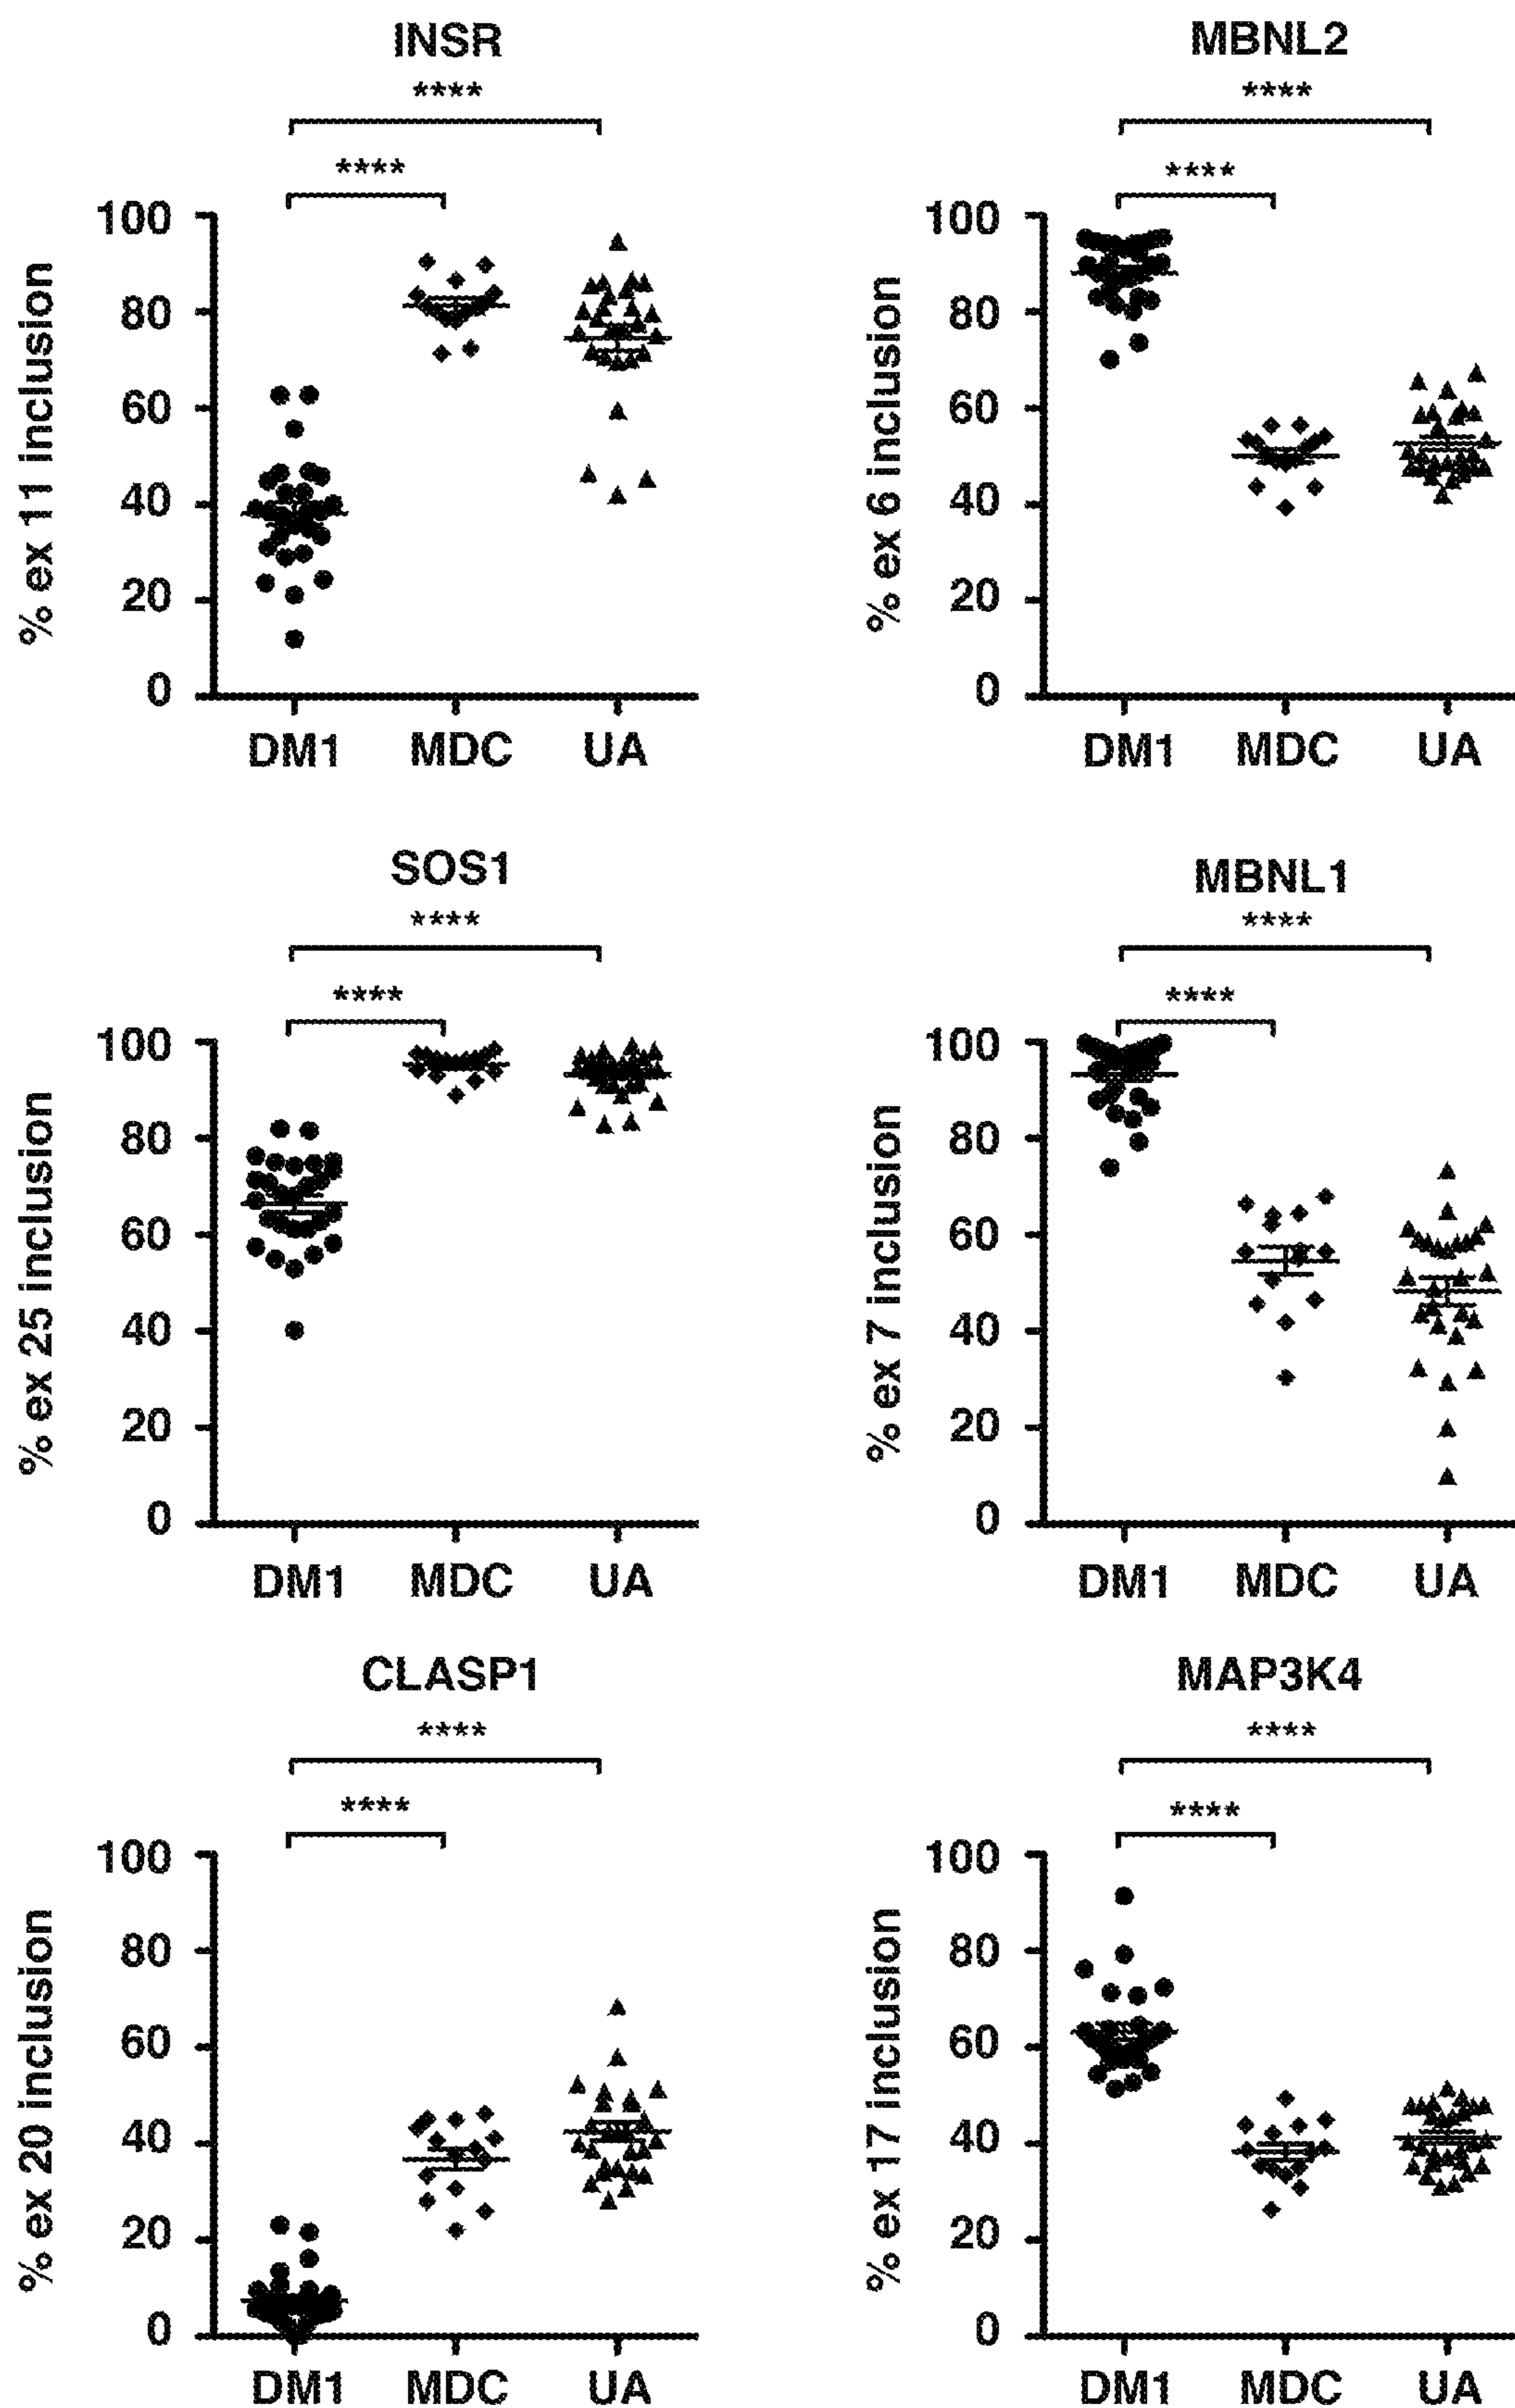 INSR
****
****
% ex 11 inclusion
100
80
60
40
20
0
DM1 MDC UA
MBNL2
****
****
% ex 6 inclusion
100
80
60
40
20
0
DM1 MDC UA
SOS1
****
****
% ex 25 inclusion
100
80
60
40
20
0
DM1 MDC UA
MBNL1
****
****
% ex 7 inclusion
100
80
60
40
20
0
DM1 MDC UA
CLASP1
****
****
% ex 20 inclusion
100
80
60
40
20
0
DM1 MDC UA
MAP3K4
****
****
% ex 17 inclusion
100
80
60
40
20
0
DM1 MDC UA